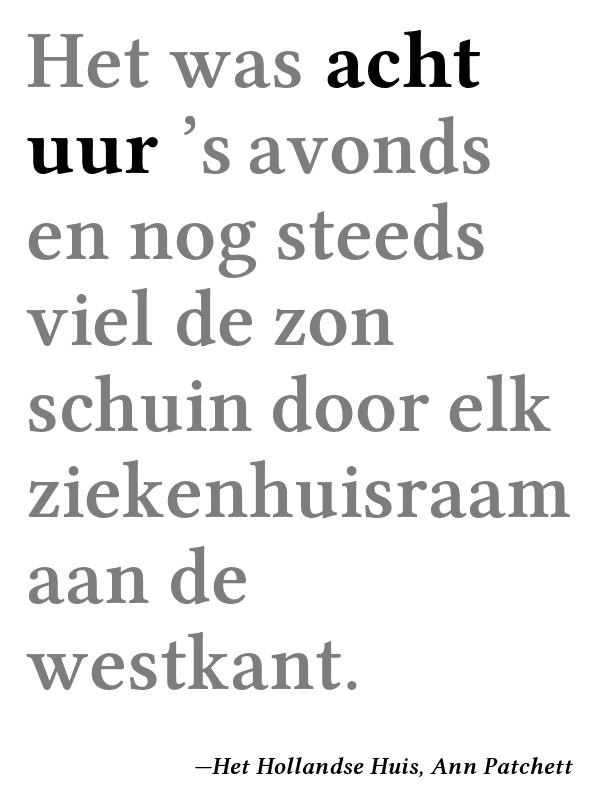 Het was acht
uur ’s avonds
en nog steeds
viel de zon
schuin door elk
ziekenhuisraam
aan de
westkant.
—Het Hollandse Huis, Ann Patchett